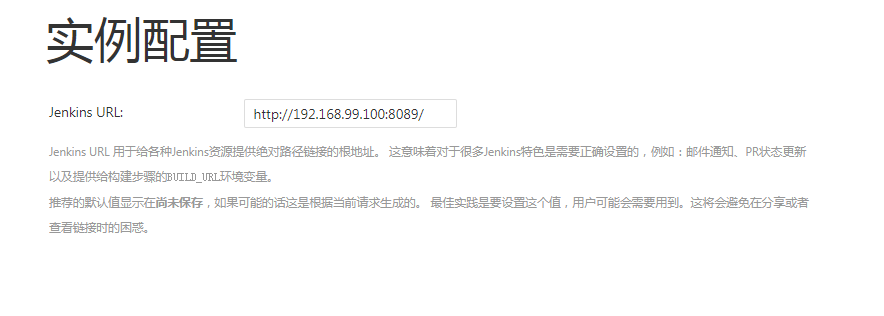 实例配置
Jenkins URL: http://192.168.99.100:8089/
Jenkins URL 用于给各种Jenkins资源提供绝对路径链接的根地址。 这意味着对于很多Jenkins特色是需要正确设置的，例如：邮件通知、PR状态更新
以及提供给构建步骤的BUILD_URL环境变量。
推荐的默认值显示在尚未保存，如果可能的话这是根据当前请求生成的。 最佳实践是要设置这个值，用户可能会需要用到。这将会避免在分享或者
查看链接时的困惑。